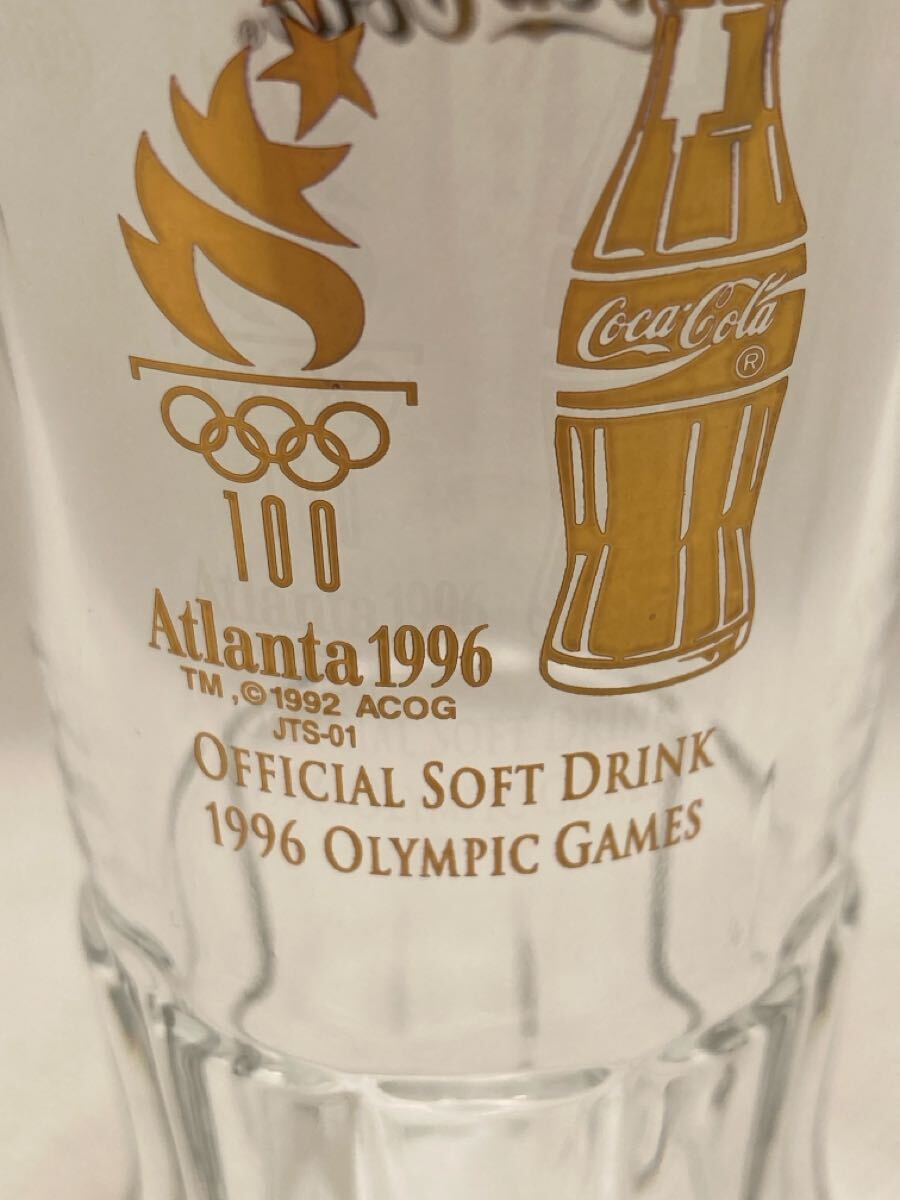 Coca-Cola
®
100
Atlanta 1996
TM, © 1992 ACOG
JTS-01
OFFICIAL SOFT DRINK
1996 OLYMPIC GAMES